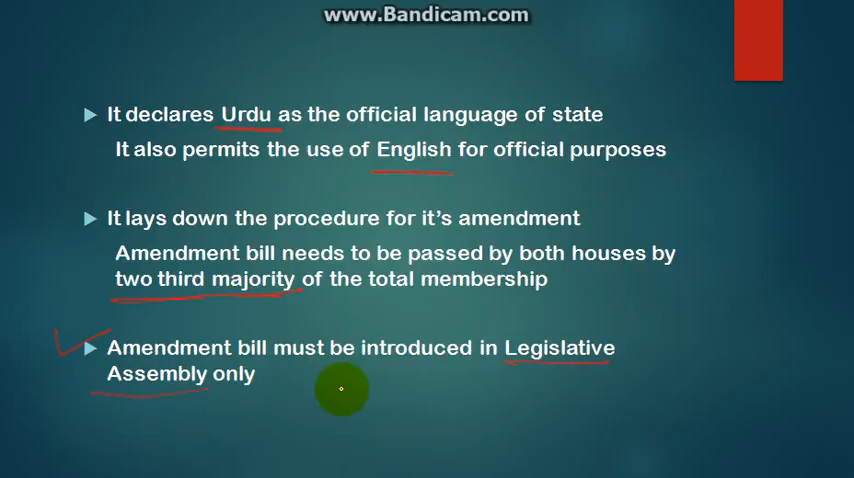 www.Bandicam.com
It declares Urdu as the official language of state
It also permits the use of English for official purposes
It lays down the procedure for it's amendment
Amendment bill needs to be passed by both houses by
two third majority of the total membership
Amendment bill must be introduced in Legislative
Assembly only